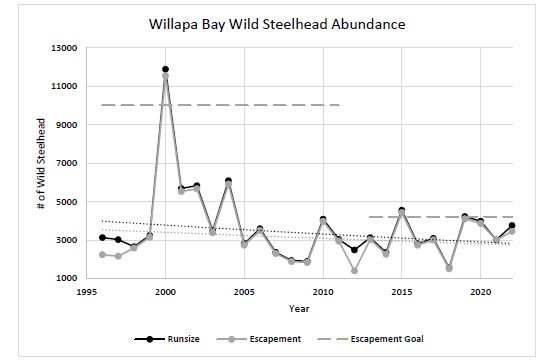 Willapa Bay Wild Steelhead Abundance
13000
11000
9000
7000
5000
3000
1000
# of Wild Steelhead
1995 2000 2005 2010 2015 2020
Year
Runsize Escapement Escapement Goal